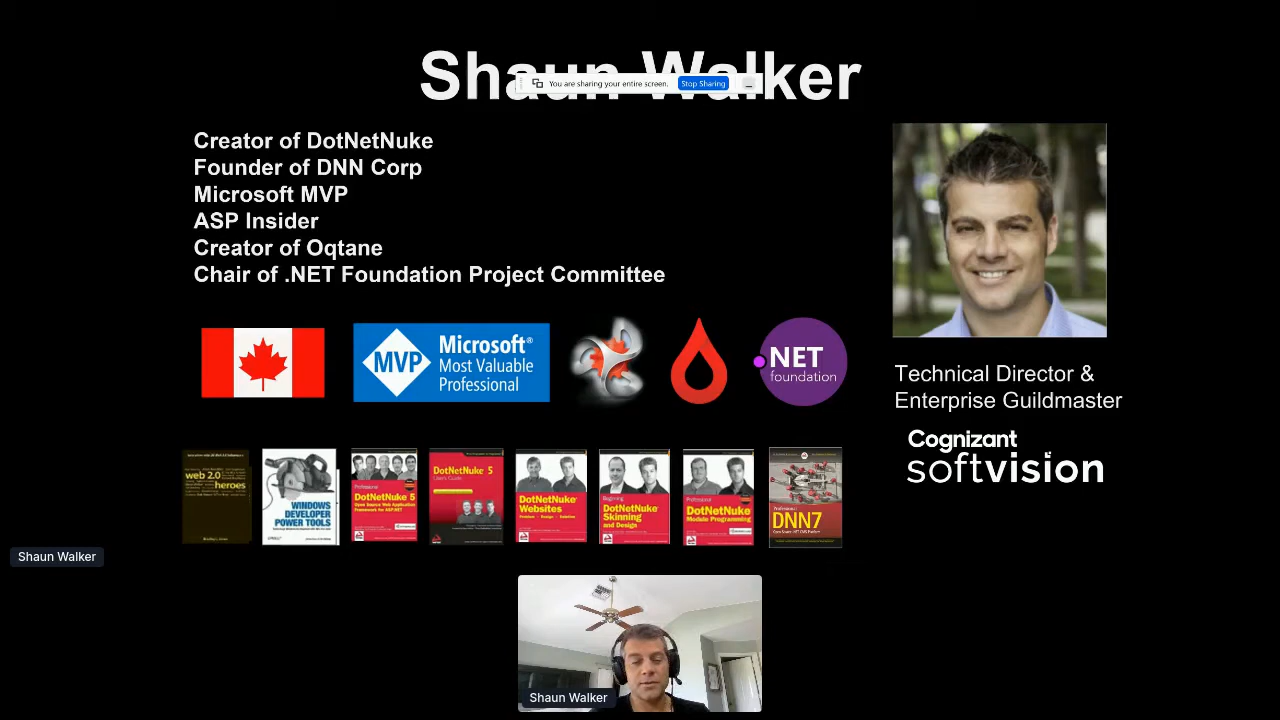 Shaun Walker
You are sharing your entire screen.
Stop Sharing
Creator of DotNetNuke
Founder of DNN Corp
Microsoft MVP
ASP Insider
Creator of Oqtane
Chair of .NET Foundation Project Committee
MVP
Microsoft®
Most Valuable
Professional
NET
foundation
Technical Director &
Enterprise Guildmaster
Cognizant
softvision
web 2.0
heroes
WINDOWS
DEVELOPER
POWER TOOLS
Professional
DotNetNuke 5
Open Source Web Application
Framework for ASP.NET
DotNetNuke 5
User's Guide
DotNetNuke
Websites
Beginning
DotNetNuke
Skinning
and Design
Professional
DotNetNuke
Module Programming
Professional
DNN7
Shaun Walker
Shaun Walker